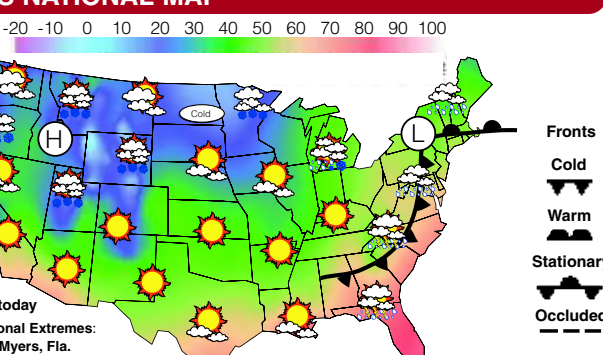 NATIONAL MAP
-20 -10 0 10 20 30 40 50 60 70 80 90 100
Cold
H
L
Fronts
Cold
Warm
Stationary
Occluded
today
onal Extremes:
Myers, Fla.